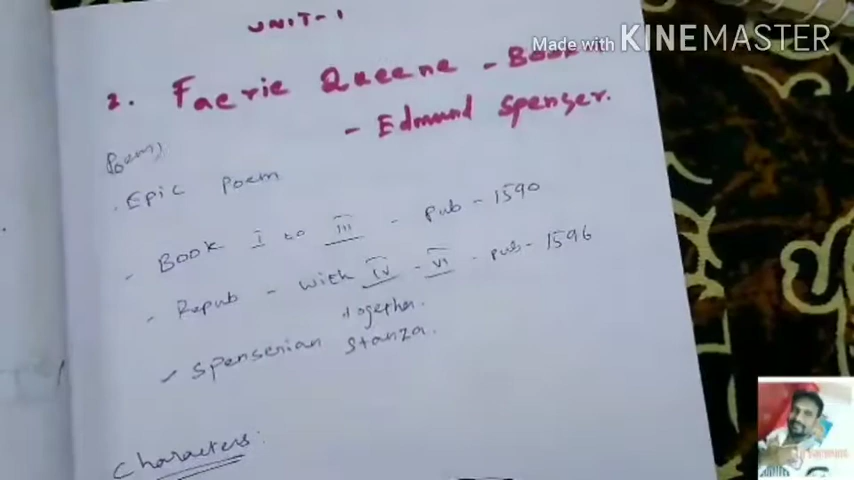 UNIT-1
Made with KINEMASTER
2. Faerie Queene - Book
- Edmund Spenser.
Poem)
. Epic Poem
- Book I to III - pub - 1590
- Repub - with IV - VI - pub - 1596
together.
✓ Spenserian Stanza.
Characters: